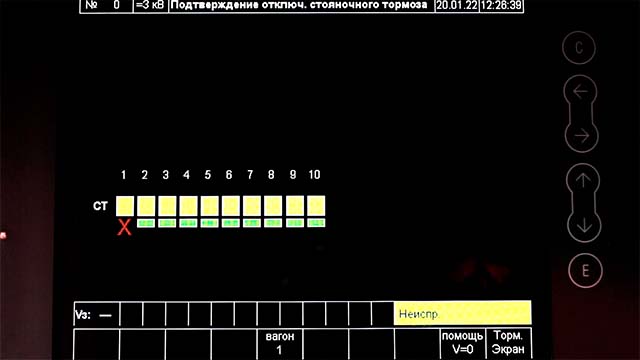 № 0 =3 кВ Подтверждение отключ. стояночного тормоза 20.01.22 12:26:39
C
1 2 3 4 5 6 7 8 9 10
СТ
X
E
Vз: — Неиспр.
вагон помощь Торм.
1 V=0 Экран